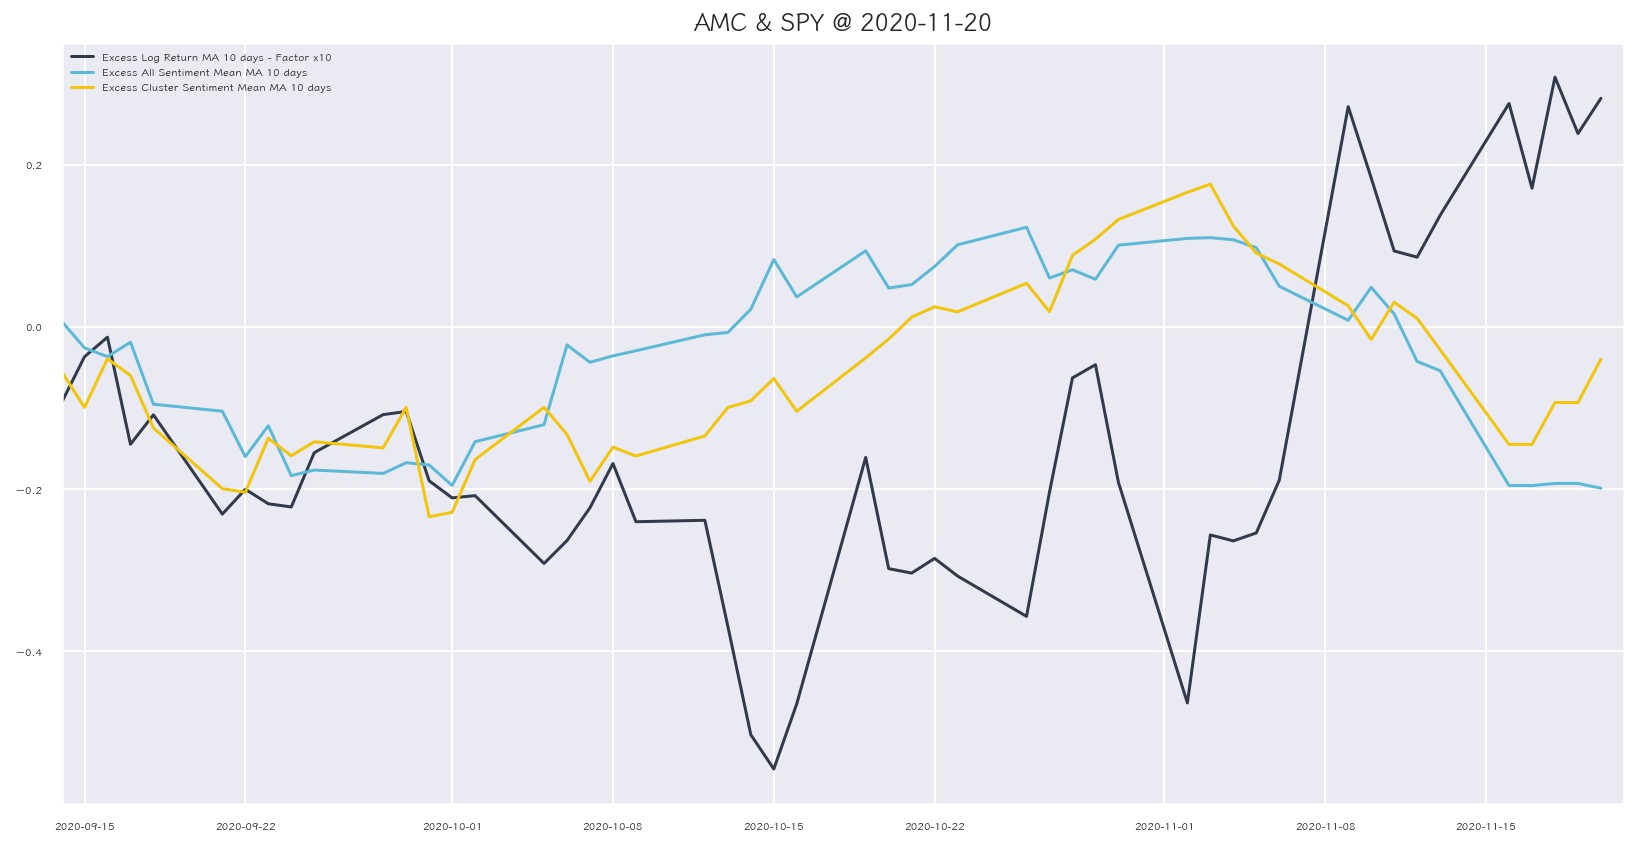 AMC & SPY @ 2020-11-20
Excess Log Return MA 10 days - Factor x10
Excess All Sentiment Mean MA 10 days
Excess Cluster Sentiment Mean MA 10 days
0.2
0.0
−0.2
−0.4
2020-09-15 2020-09-22 2020-10-01 2020-10-08 2020-10-15 2020-10-22 2020-11-01 2020-11-08 2020-11-15